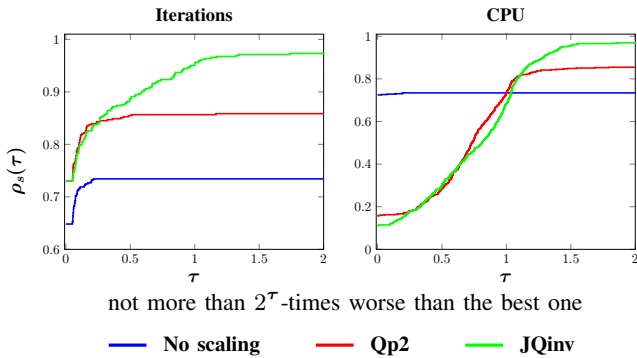 Iterations CPU
1 1
0.9 0.8
0.8 0.6
0.7 0.4
0.6 0.2
0
0 0.5 1 1.5 2 0 0.5 1 1.5 2
ρs(τ)
τ τ
not more than 2^τ-times worse than the best one
No scaling Qp2 JQinv